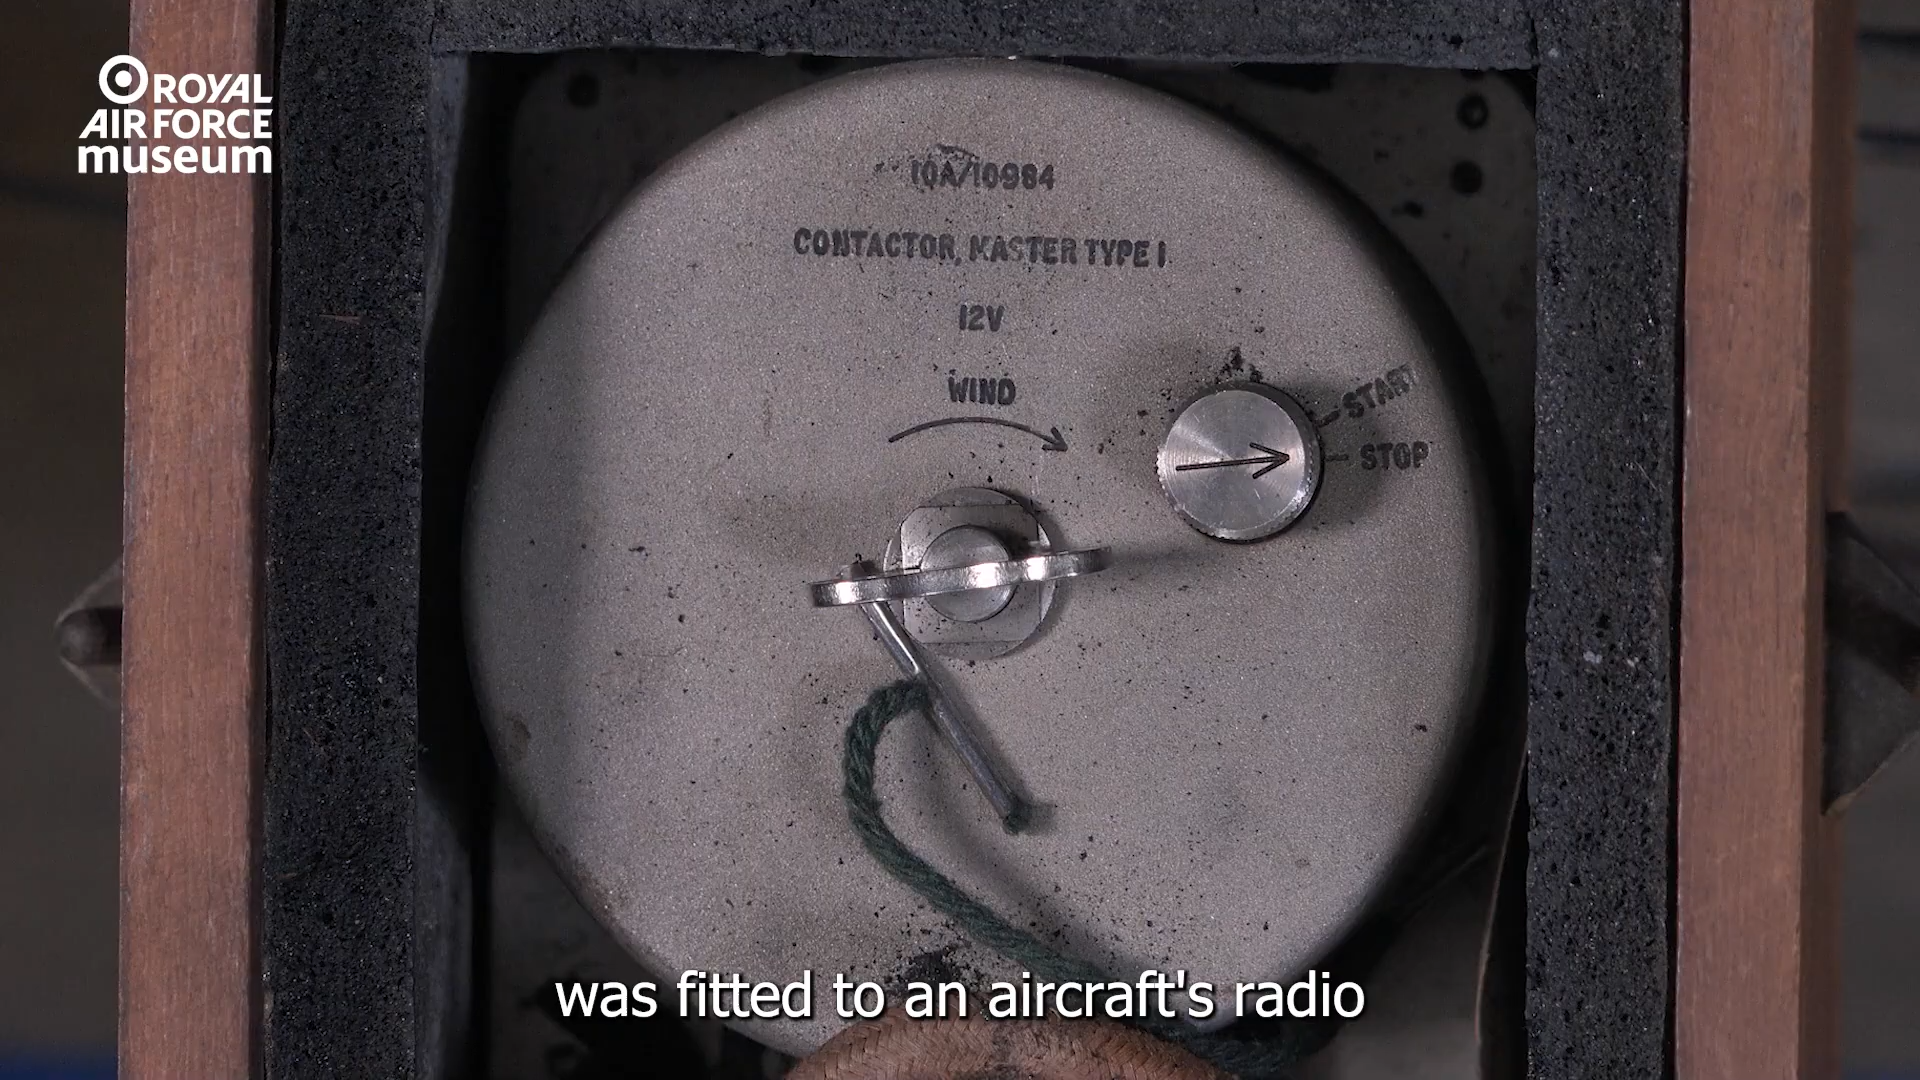 ROYAL
AIR FORCE
museum
10A/10984
CONTACTOR, MASTER TYPE I
12V
WIND
START
STOP
was fitted to an aircraft's radio